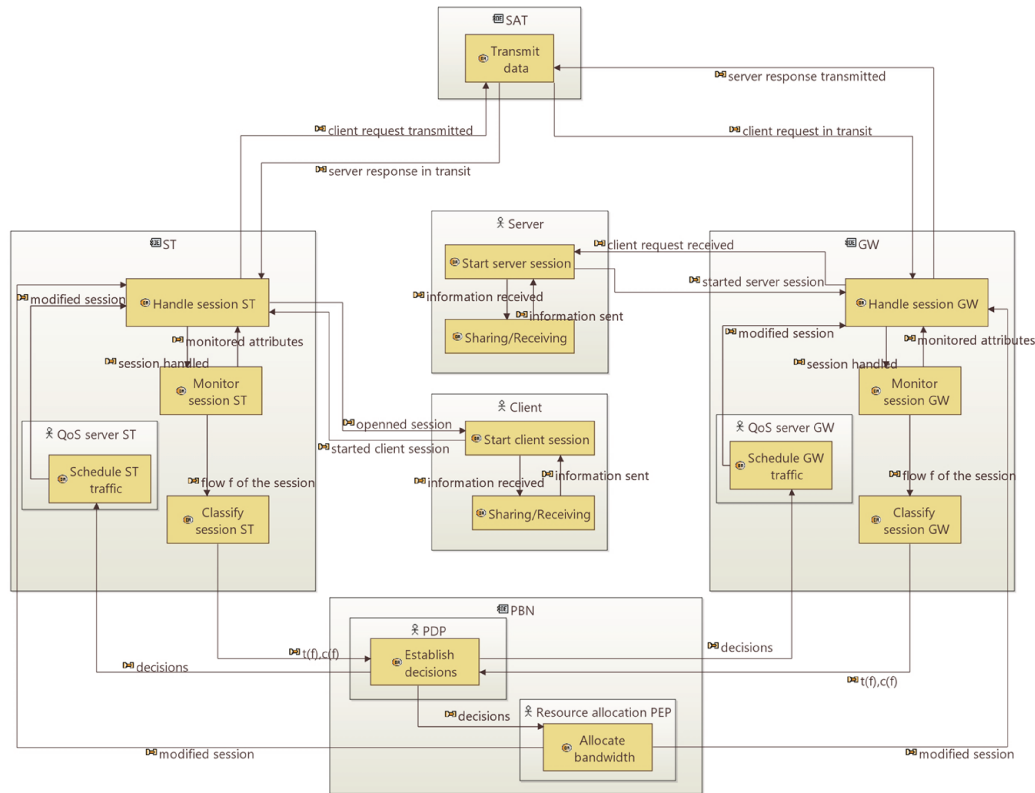 SAT
Transmit
data
server response transmitted
client request transmitted
client request in transit
server response in transit
Server
ST
GW
client request received
Start server session
started server session
modified session
Handle session ST
information received
Handle session GW
information sent
modified session
monitored attributes
Sharing/Receiving
monitored attributes
session handled
session handled
Monitor
session ST
Monitor
session GW
Client
openned session
QoS server ST
Start client session
QoS server GW
started client session
Schedule ST
traffic
Schedule GW
traffic
flow f of the session
information received
information sent
flow f of the session
Classify
session ST
Sharing/Receiving
Classify
session GW
PBN
PDP
t(f),c(f)
Establish
decisions
decisions
decisions
t(f),c(f)
decisions
Resource allocation PEP
Allocate
bandwidth
modified session
modified session